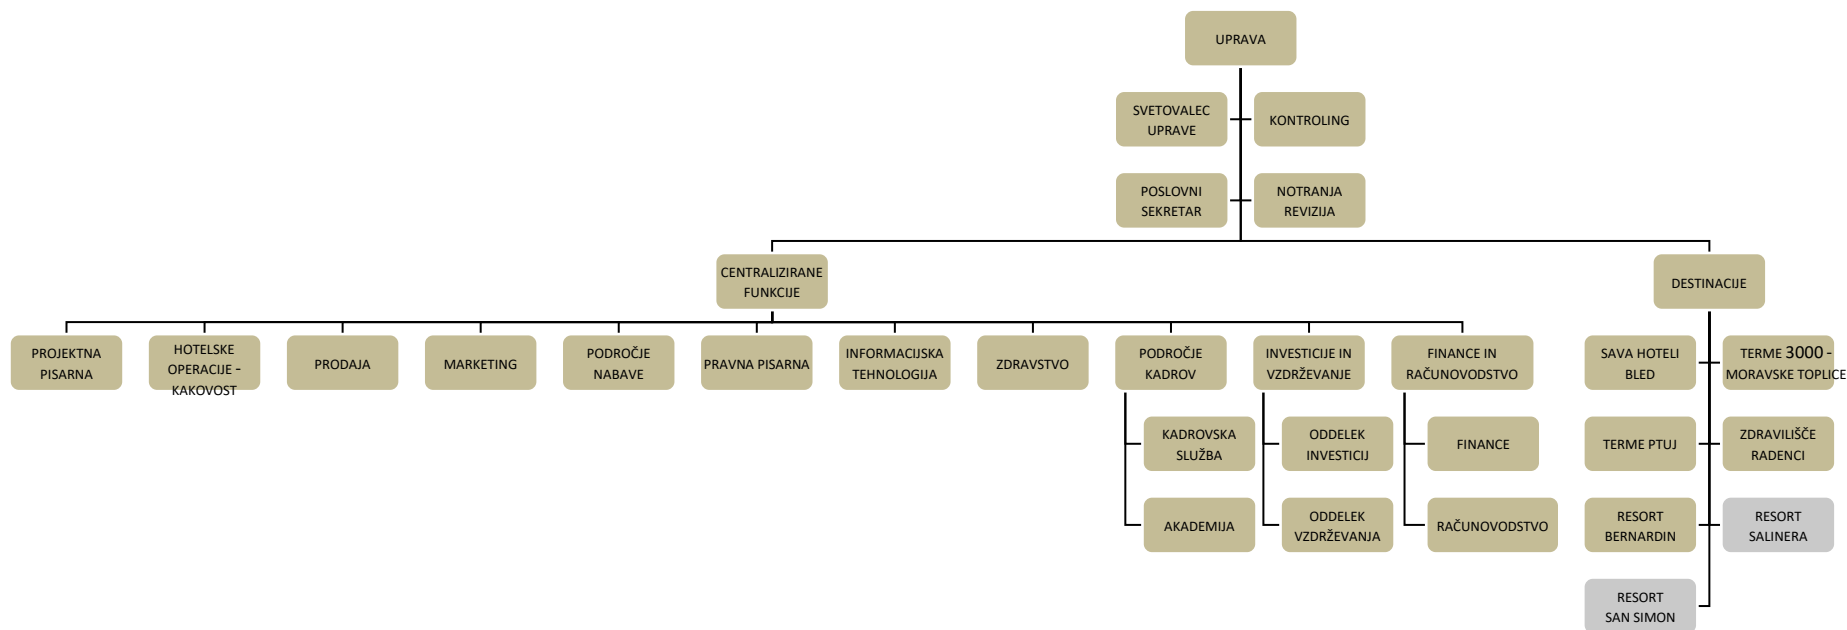 UPRAVA
SVETOVALEC
UPRAVE
KONTROLING
POSLOVNI
SEKRETAR
NOTRANJA
REVIZIJA
CENTRALIZIRANE
FUNKCIJE
DESTINACIJE
PROJEKTNA
PISARNA
HOTELSKE
OPERACIJE -
KAKOVOST
PRODAJA
MARKETING
PODROČJE
NABAVE
PRAVNA PISARNA
INFORMACIJSKA
TEHNOLOGIJA
ZDRAVSTVO
PODROČJE
KADROV
INVESTICIJE IN
VZDRŽEVANJE
FINANCE IN
RAČUNOVODSTVO
SAVA HOTELI
BLED
TERME 3000 -
MORAVSKE TOPLICE
KADROVSKA
SLUŽBA
ODDELEK
INVESTICIJ
FINANCE
TERME PTUJ
ZDRAVILIŠČE
RADENCI
AKADEMIJA
ODDELEK
VZDRŽEVANJA
RAČUNOVODSTVO
RESORT
BERNARDIN
RESORT
SALINERA
RESORT
SAN SIMON